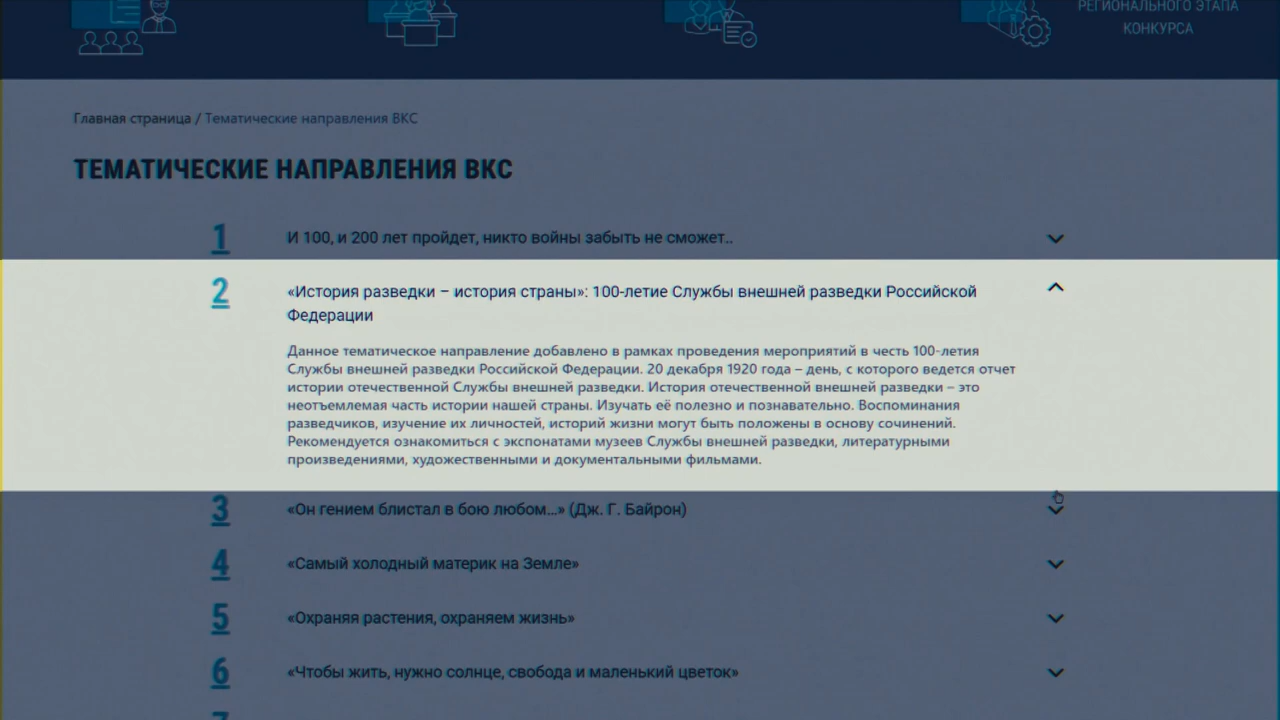 РЕГИОНАЛЬНОГО ЭТАПА
КОНКУРСА
Главная страница / Тематические направления ВКС
ТЕМАТИЧЕСКИЕ НАПРАВЛЕНИЯ ВКС
1 И 100, и 200 лет пройдет, никто войны забыть не сможет..
2 «История разведки – история страны»: 100-летие Службы внешней разведки Российской
Федерации
Данное тематическое направление добавлено в рамках проведения мероприятий в честь 100-летия
Службы внешней разведки Российской Федерации. 20 декабря 1920 года – день, с которого ведется отчет
истории отечественной Службы внешней разведки. История отечественной внешней разведки – это
неотъемлемая часть истории нашей страны. Изучать её полезно и познавательно. Воспоминания
разведчиков, изучение их личностей, историй жизни могут быть положены в основу сочинений.
Рекомендуется ознакомиться с экспонатами музеев Службы внешней разведки, литературными
произведениями, художественными и документальными фильмами.
3 «Он гением блистал в бою любом…» (Дж. Г. Байрон)
4 «Самый холодный материк на Земле»
5 «Охраняя растения, охраняем жизнь»
6 «Чтобы жить, нужно солнце, свобода и маленький цветок»